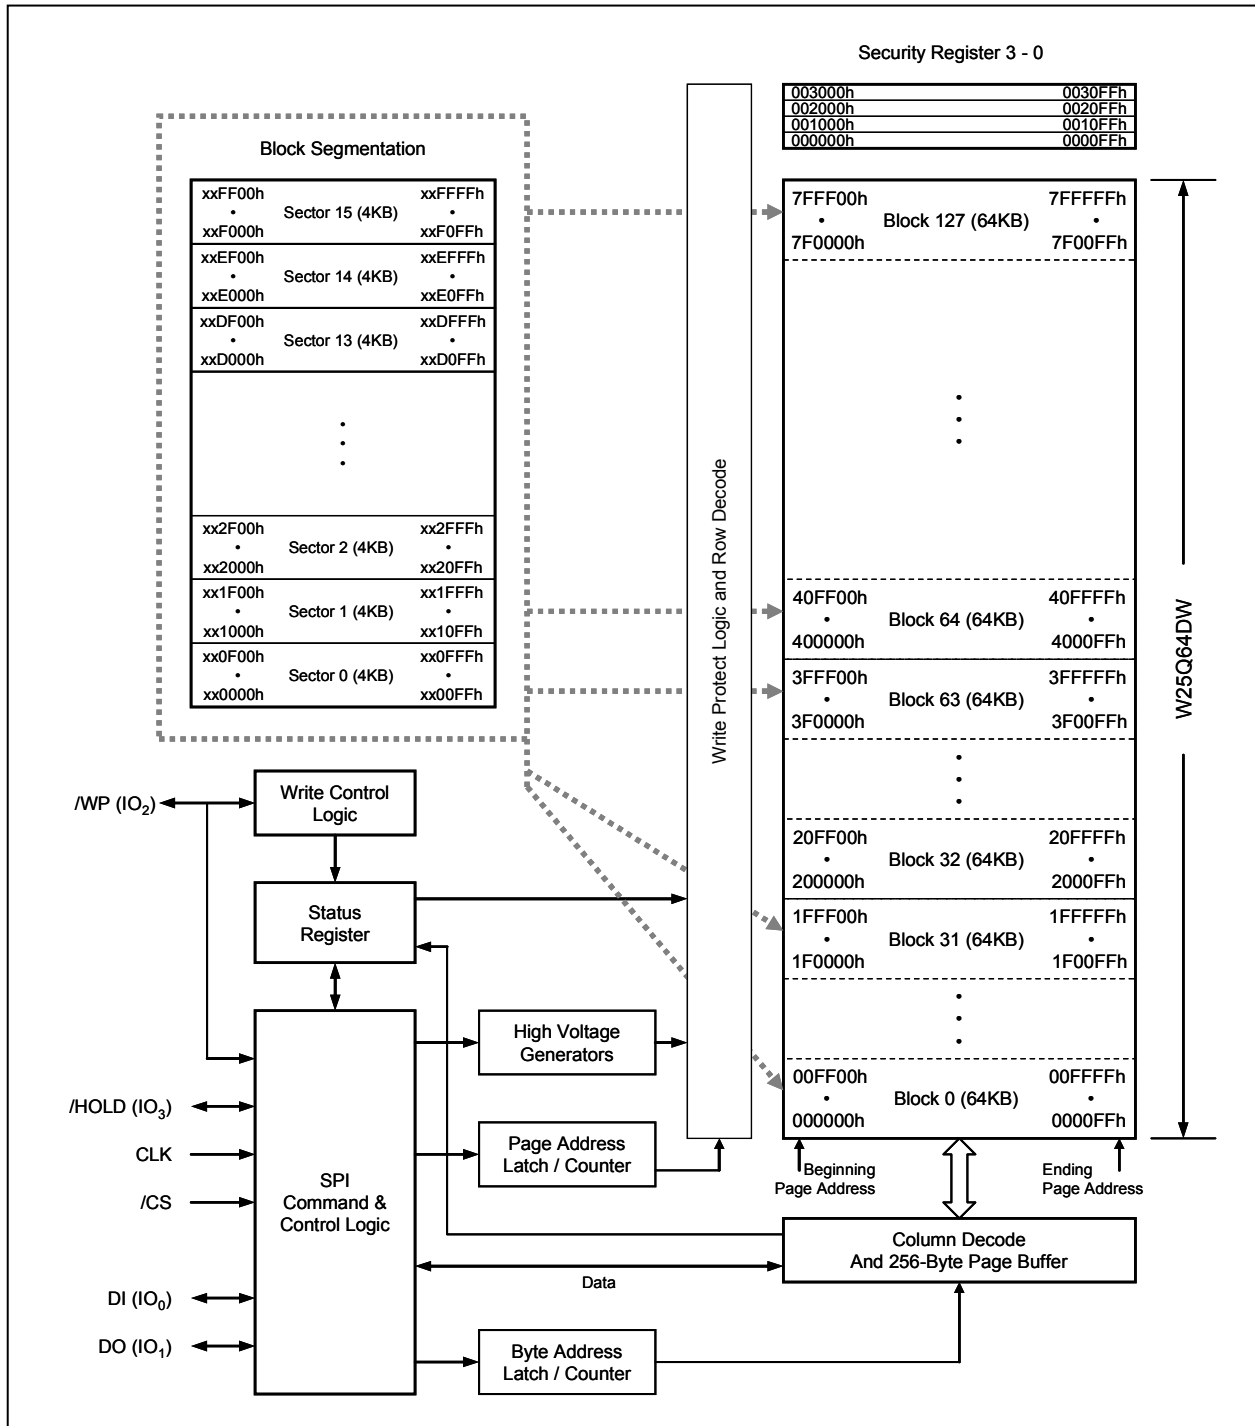 Security Register 3 - 0
003000h 0030FFh
002000h 0020FFh
001000h 0010FFh
000000h 0000FFh
Block Segmentation
xxFF00h xxFFFFh
• Sector 15 (4KB) •
xxF000h xxF0FFh
xxEF00h xxEFFFh
• Sector 14 (4KB) •
xxE000h xxE0FFh
xxDF00h xxDFFFh
• Sector 13 (4KB) •
xxD000h xxD0FFh
xx2F00h xx2FFFh
• Sector 2 (4KB) •
xx2000h xx20FFh
xx1F00h xx1FFFh
• Sector 1 (4KB) •
xx1000h xx10FFh
xx0F00h xx0FFFh
• Sector 0 (4KB) •
xx0000h xx00FFh
Write Protect Logic and Row Decode
7FFF00h 7FFFFFh
• Block 127 (64KB) •
7F0000h 7F00FFh
40FF00h 40FFFFh
• Block 64 (64KB) •
400000h 4000FFh
3FFF00h 3FFFFFh
• Block 63 (64KB) •
3F0000h 3F00FFh
20FF00h 20FFFFh
• Block 32 (64KB) •
200000h 2000FFh
1FFF00h 1FFFFFh
• Block 31 (64KB) •
1F0000h 1F00FFh
00FF00h 00FFFFh
• Block 0 (64KB) •
000000h 0000FFh
W25Q64DW
Beginning
Page Address
Ending
Page Address
/WP (IO2)
Write Control
Logic
Status
Register
High Voltage
Generators
/HOLD (IO3)
CLK
/CS
DI (IO0)
DO (IO1)
SPI
Command &
Control Logic
Page Address
Latch / Counter
Column Decode
And 256-Byte Page Buffer
Data
Byte Address
Latch / Counter